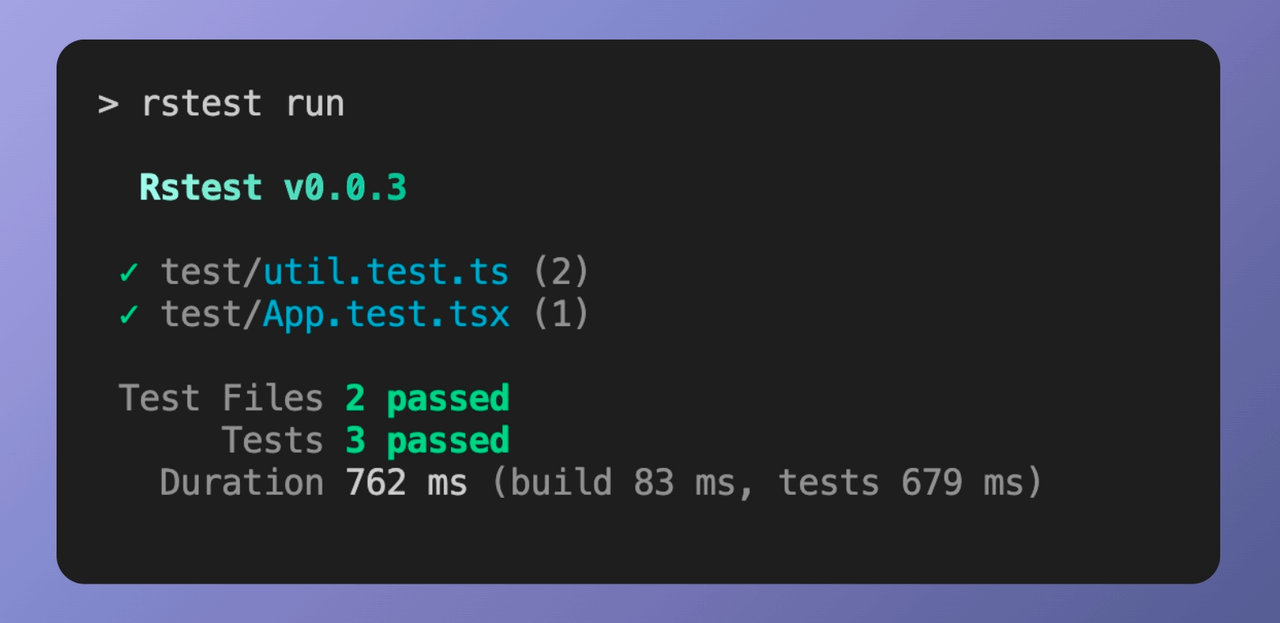 > rstest run
Rstest v0.0.3
✓ test/util.test.ts (2)
✓ test/App.test.tsx (1)
Test Files 2 passed
Tests 3 passed
Duration 762 ms (build 83 ms, tests 679 ms)